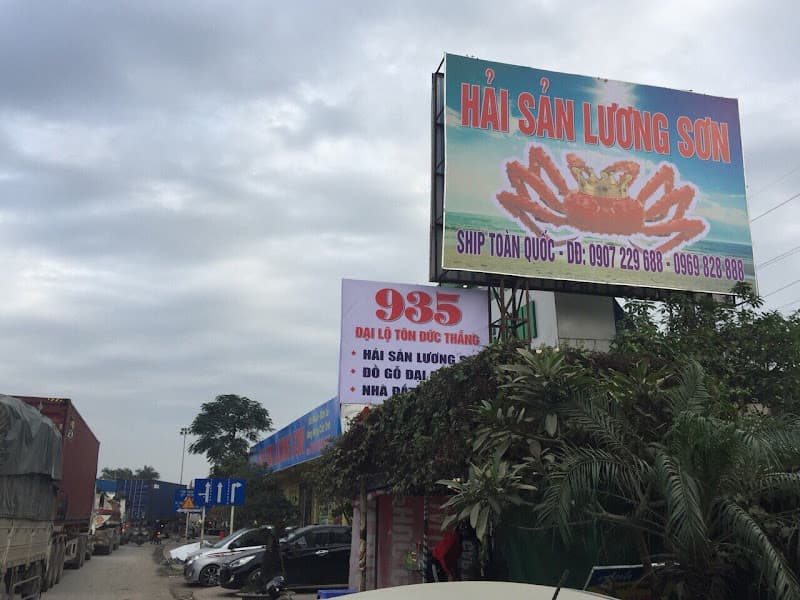 HẢI SẢN LƯƠNG SƠN
SHIP TOÀN QUỐC - DĐ: 0907 229 688 - 0969 828 888
935
ĐẠI LỘ TÔN ĐỨC THẮNG
* HẢI SẢN LƯƠNG
* ĐỒ GỖ ĐẠI
* NHÀ